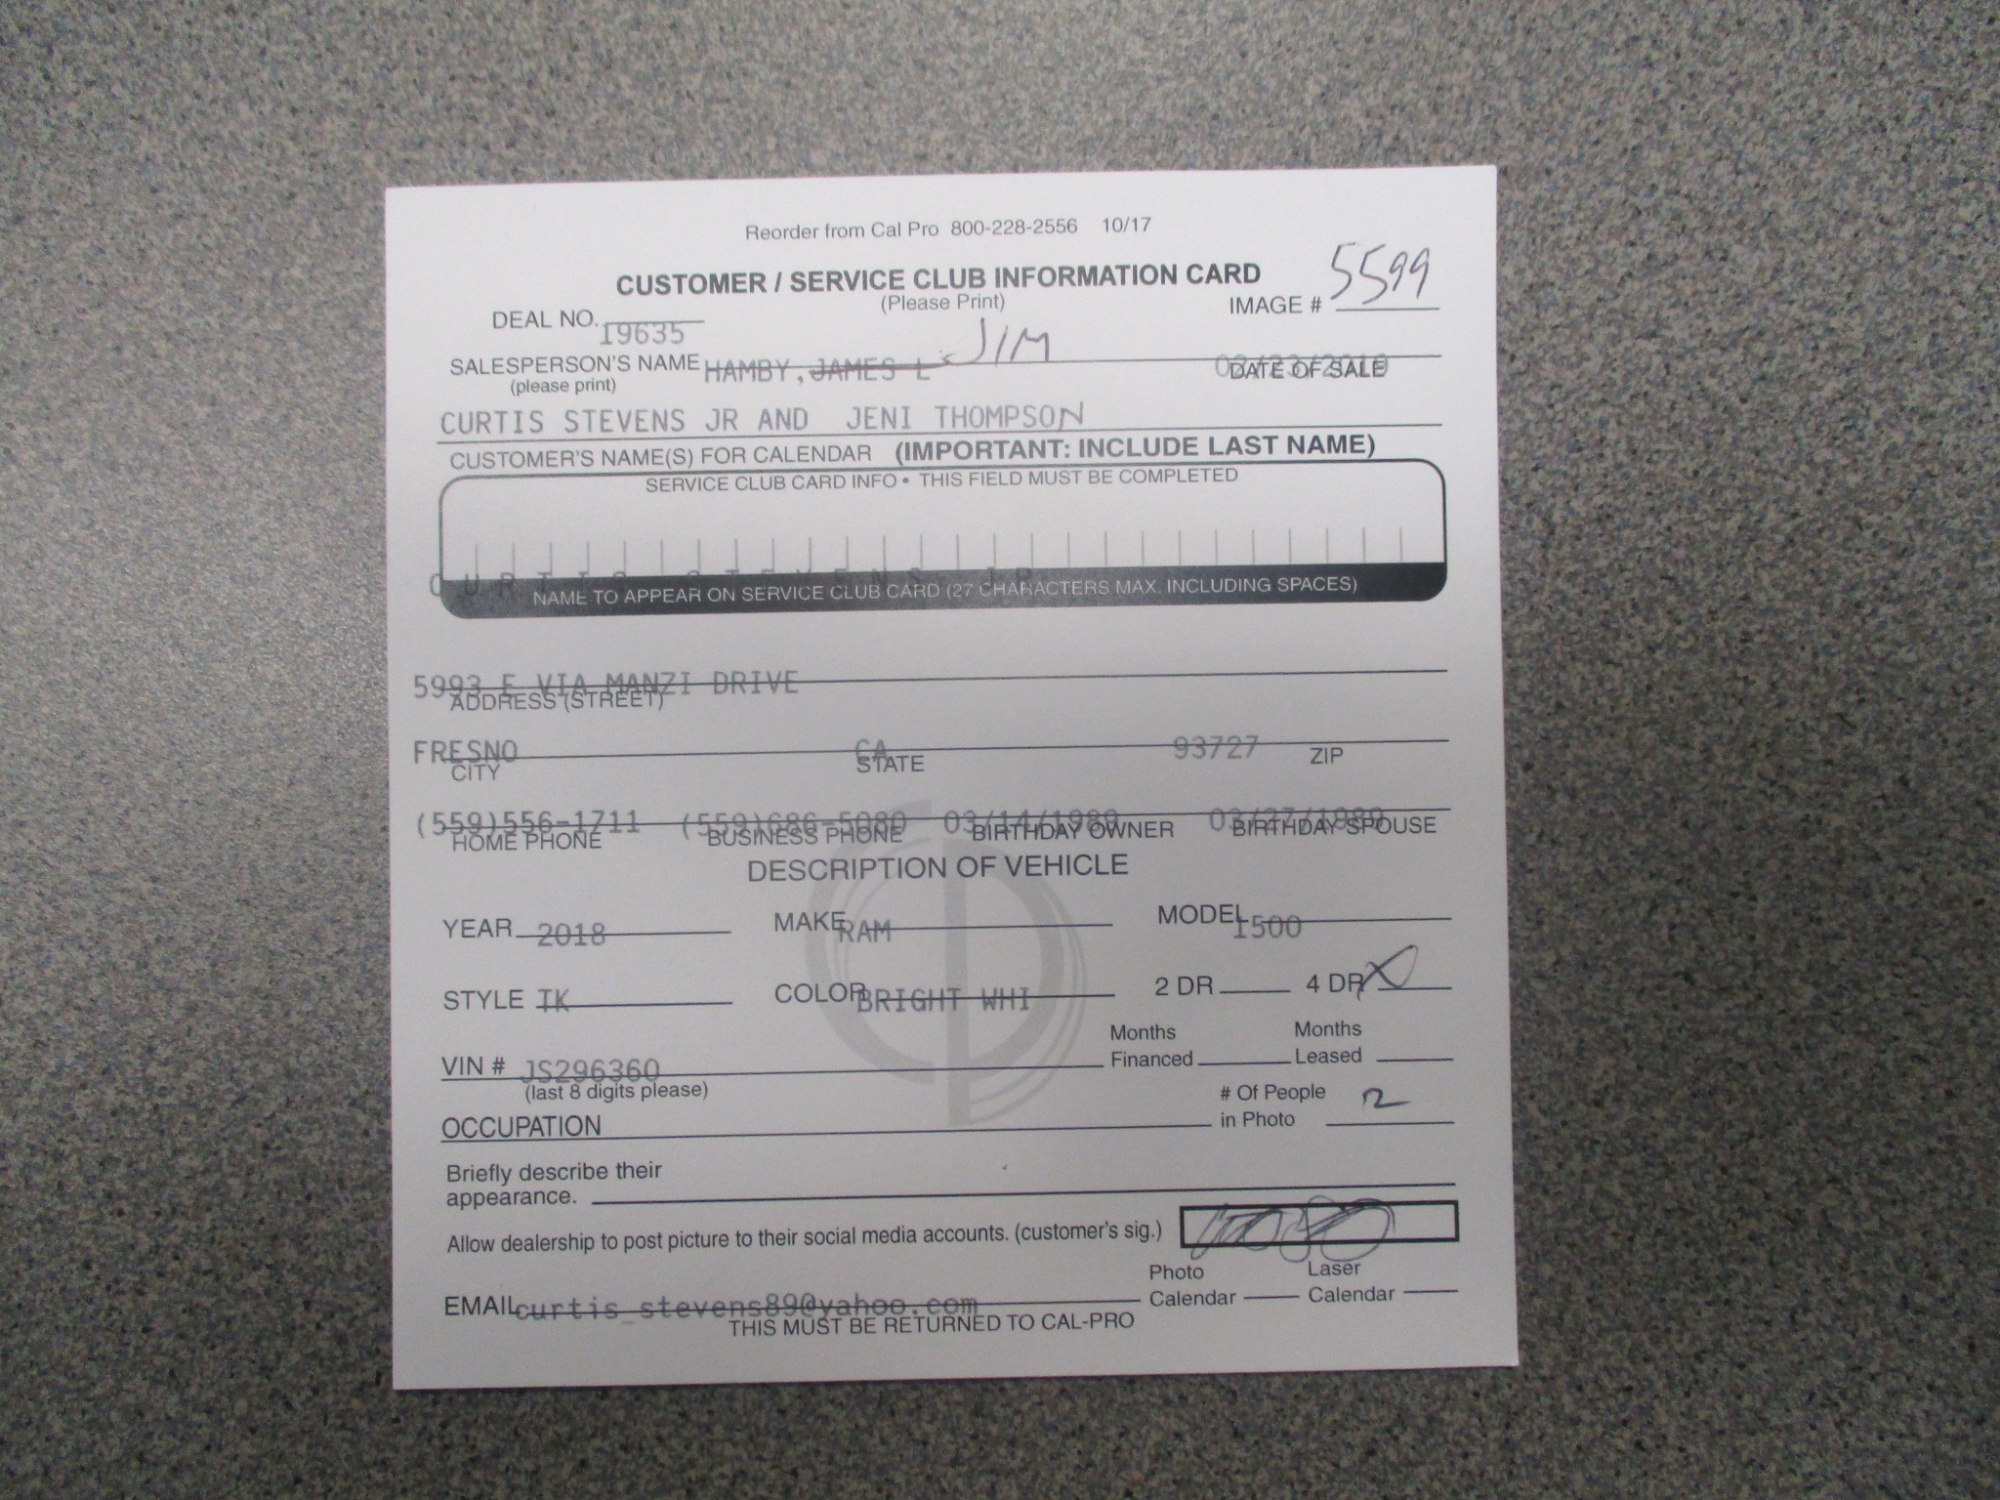 Reorder from Cal Pro 800-228-2556 10/17
CUSTOMER / SERVICE CLUB INFORMATION CARD
(Please Print)
IMAGE # 5599
DEAL NO. 19635
SALESPERSON'S NAME HAMBY, JAMES L JIM
(please print)
DATE OF SALE
CURTIS STEVENS JR AND JENI THOMPSON
CUSTOMER'S NAME(S) FOR CALENDAR (IMPORTANT: INCLUDE LAST NAME)
SERVICE CLUB CARD INFO • THIS FIELD MUST BE COMPLETED
CURTIS STEVENS JR
NAME TO APPEAR ON SERVICE CLUB CARD (27 CHARACTERS MAX. INCLUDING SPACES)
5993 E VIA MANZI DRIVE
ADDRESS (STREET)
FRESNO CA 93727 ZIP
CITY STATE
(559)556-1711 (559)686-5080
HOME PHONE BUSINESS PHONE BIRTHDAY OWNER BIRTHDAY SPOUSE
DESCRIPTION OF VEHICLE
YEAR 2018 MAKE RAM MODEL 1500
STYLE TK COLOR BRIGHT WHI 2 DR 4 DR X
Months Financed Months Leased
VIN # JS296360
(last 8 digits please)
# Of People in Photo 2
OCCUPATION
Briefly describe their
appearance.
Allow dealership to post picture to their social media accounts. (customer's sig.)
Photo Calendar Laser Calendar
EMAIL curtis_stevens89@yahoo.com
THIS MUST BE RETURNED TO CAL-PRO